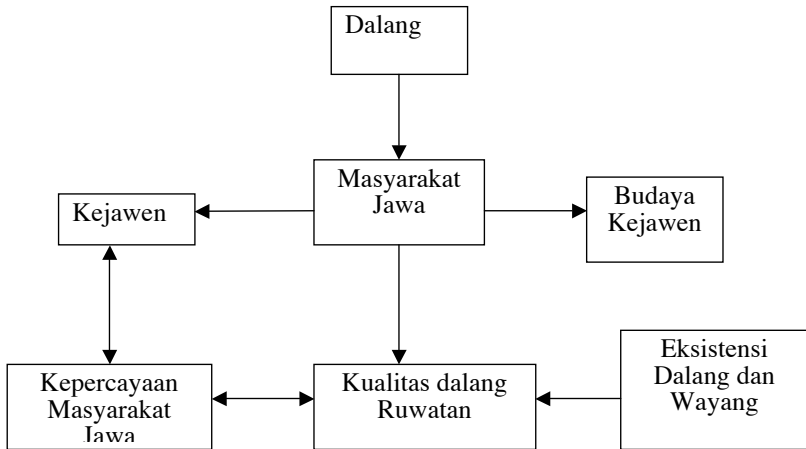 Dalang
Masyarakat
Jawa
Kejawen
Budaya
Kejawen
Kepercayaan
Masyarakat
Jawa
Kualitas dalang
Ruwatan
Eksistensi
Dalang dan
Wayang